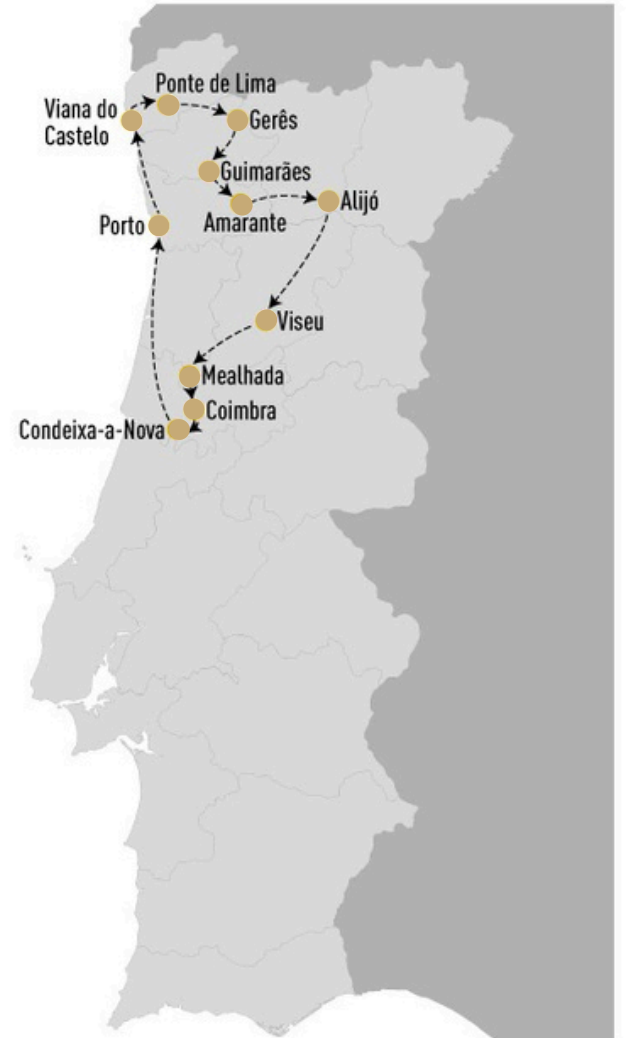 Ponte de Lima
Viana do
Castelo
Gerês
Guimarães
Alijó
Amarante
Porto
Viseu
Mealhada
Coimbra
Condeixa-a-Nova